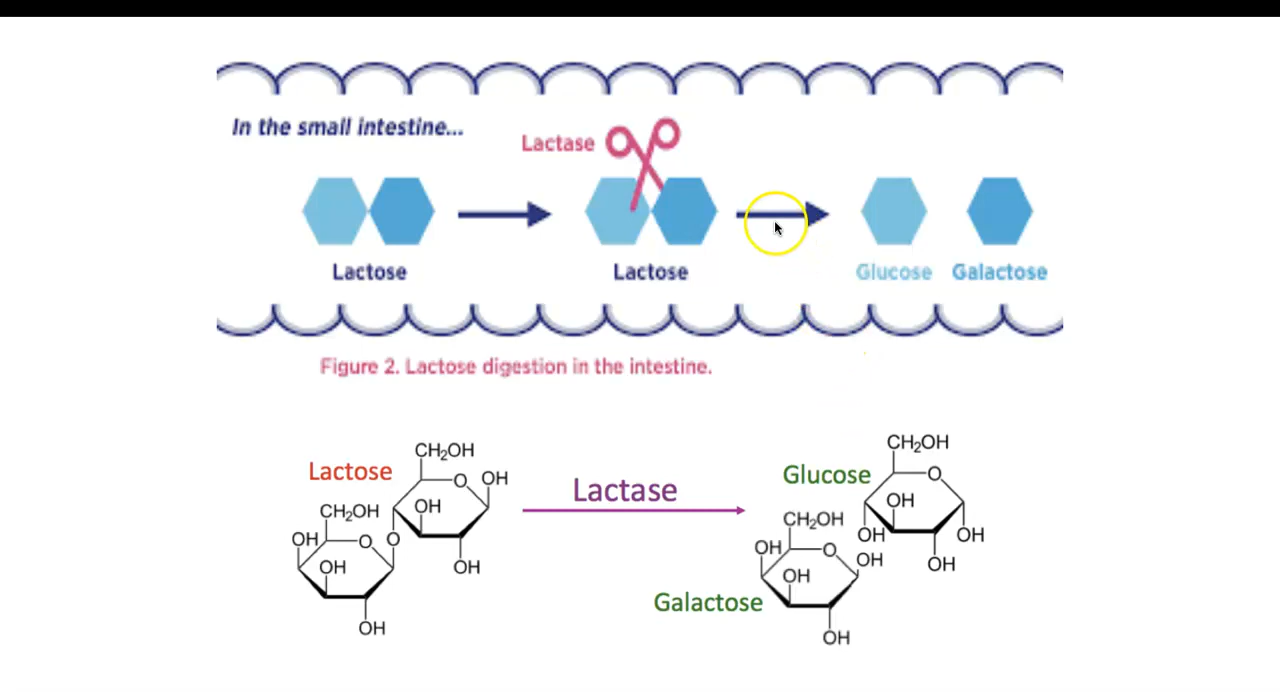 In the small intestine...
Lactase
Lactose
Lactose
Glucose
Galactose
Figure 2. Lactose digestion in the intestine.
Lactose
CH₂OH
O
OH
OH
OH
CH₂OH
OH
O
O
OH
OH
Lactase
Glucose
CH₂OH
O
OH
OH
OH
OH
Galactose
CH₂OH
OH
O
OH
OH
OH